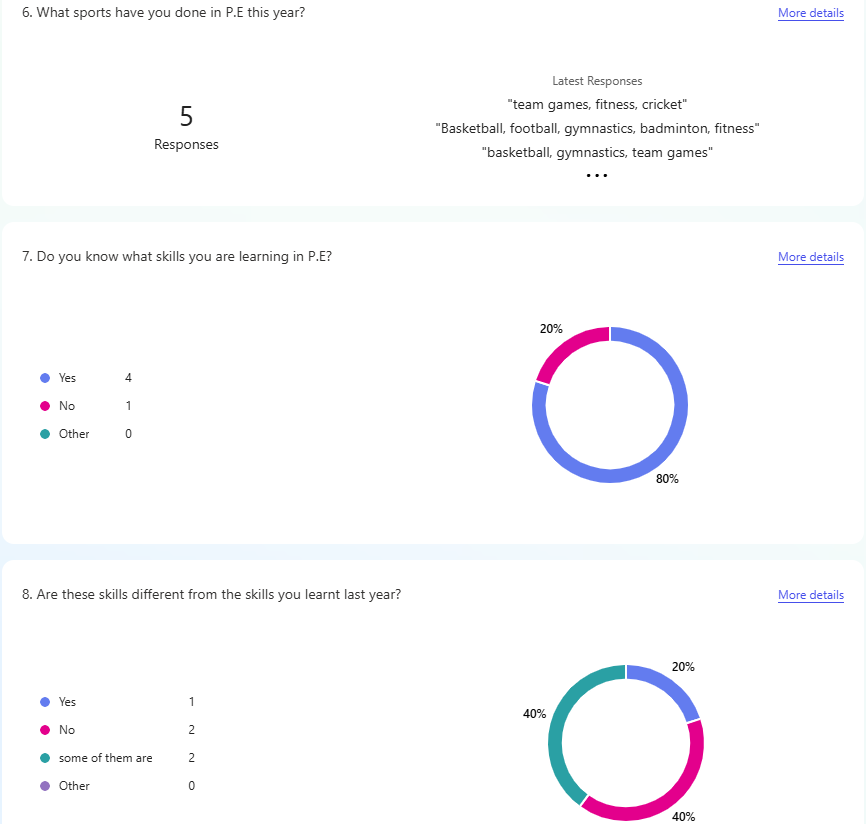 6. What sports have you done in P.E this year?
More details
Latest Responses
"team games, fitness, cricket"
5
"Basketball, football, gymnastics, badminton, fitness"
Responses
"basketball, gymnastics, team games"
...
7. Do you know what skills you are learning in P.E?
More details
20%
Yes 4
No 1
Other 0
80%
8. Are these skills different from the skills you learnt last year?
More details
20%
Yes 1
40%
No 2
some of them are 2
Other 0
40%